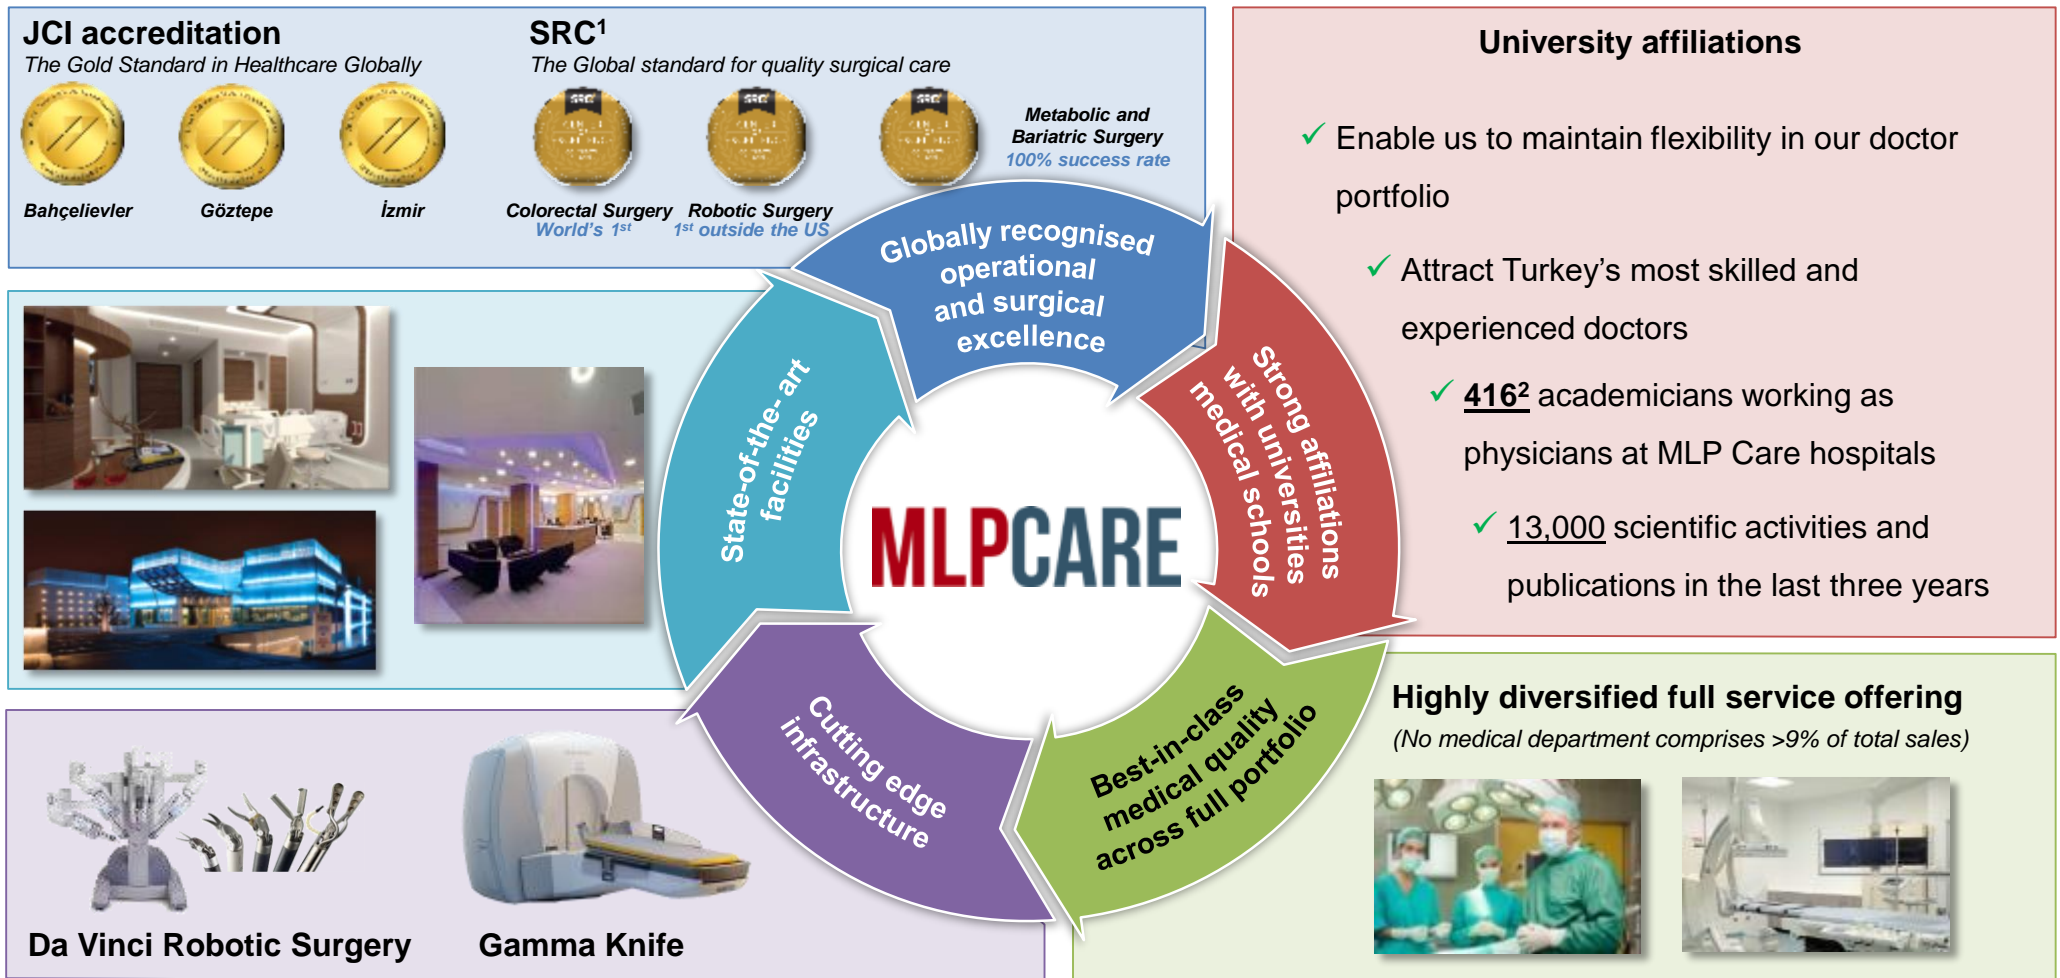 JCI accreditation
The Gold Standard in Healthcare Globally
Bahçelievler
Göztepe
İzmir
SRC¹
The Global standard for quality surgical care
SRC
SRC
SRC
Colorectal Surgery
World's 1st
Robotic Surgery
1st outside the US
Metabolic and
Bariatric Surgery
100% success rate
University affiliations
✓ Enable us to maintain flexibility in our doctor
portfolio
✓ Attract Turkey's most skilled and
experienced doctors
✓ 416² academicians working as
physicians at MLP Care hospitals
✓ 13,000 scientific activities and
publications in the last three years
Globally recognised
operational
and surgical
excellence
Strong affiliations
with universities
medical schools
Best-in-class
medical quality
across full portfolio
Cutting edge
infrastructure
State-of-the- art
facilities
MLPCARE
Highly diversified full service offering
(No medical department comprises >9% of total sales)
Da Vinci Robotic Surgery
Gamma Knife